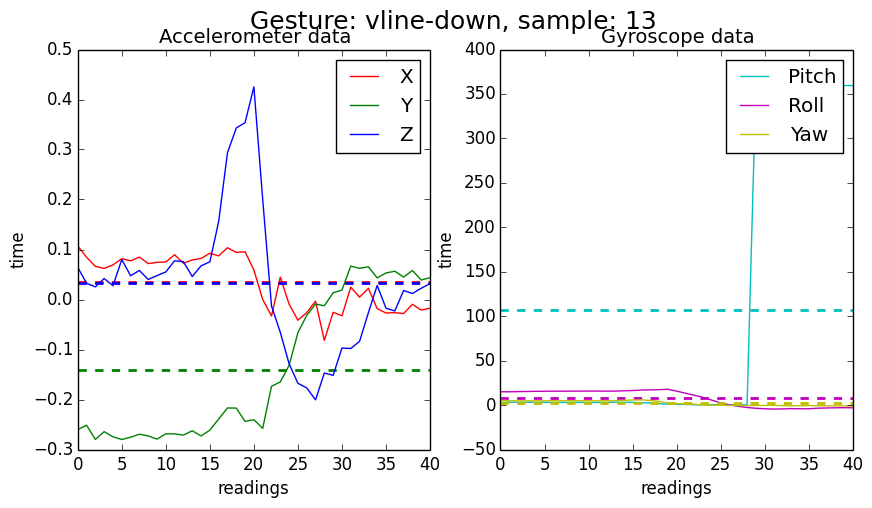 Gesture: vline-down, sample: 13
Accelerometer data
0.5
0.4
0.3
0.2
0.1
0.0
−0.1
−0.2
−0.3
time
0 5 10 15 20 25 30 35 40
readings
X
Y
Z
Gyroscope data
400
350
300
250
200
150
100
50
0
−50
time
0 5 10 15 20 25 30 35 40
readings
Pitch
Roll
Yaw